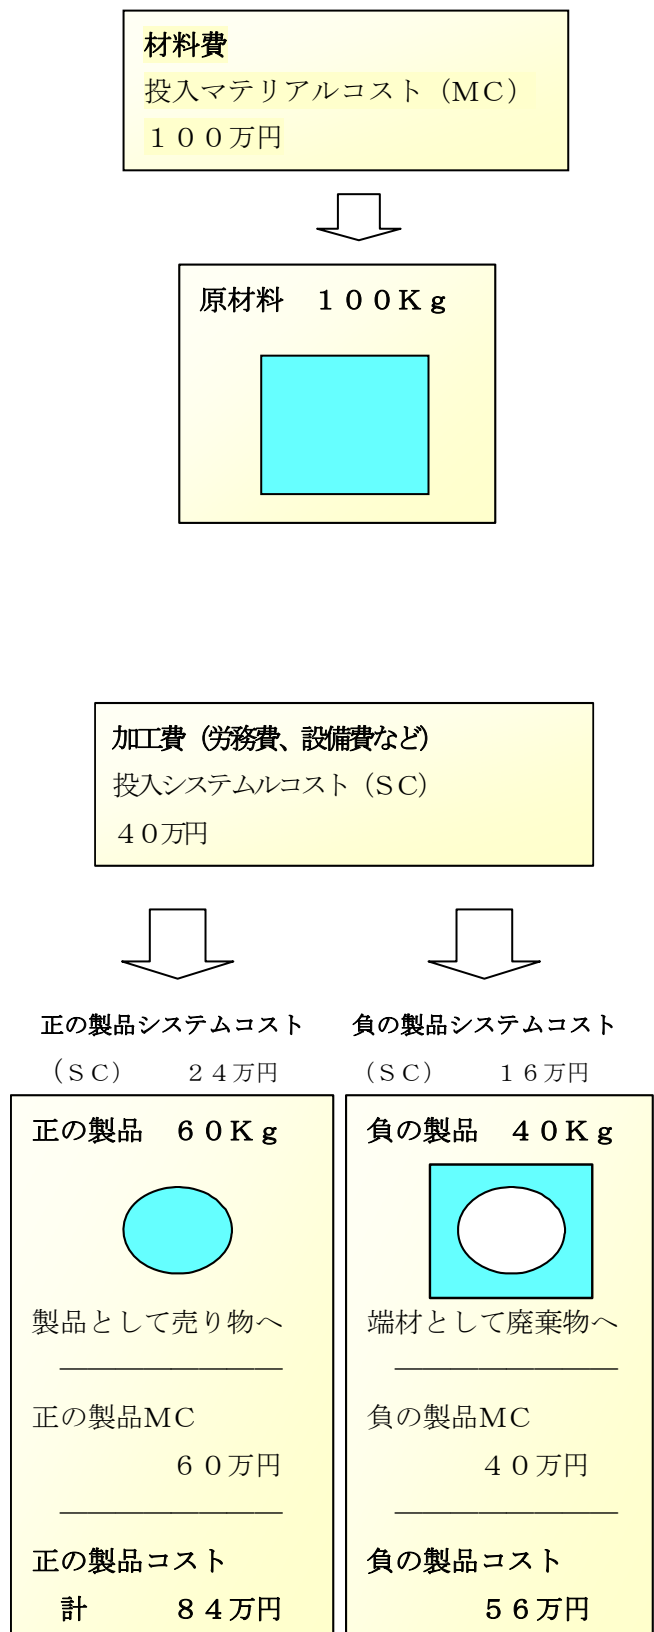 材料費
投入マテリアルコスト（MC）
１００万円
原材料　１００Kｇ
加工費（労務費、設備費など）
投入システムルコスト（SC）
４０万円
正の製品システムコスト
（SC）　　２４万円
負の製品システムコスト
（SC）　　１６万円
正の製品　６０Kｇ
製品として売り物へ
正の製品MC
６０万円
正の製品コスト
計　　　８４万円
負の製品　４０Kｇ
端材として廃棄物へ
負の製品MC
４０万円
負の製品コスト
５６万円